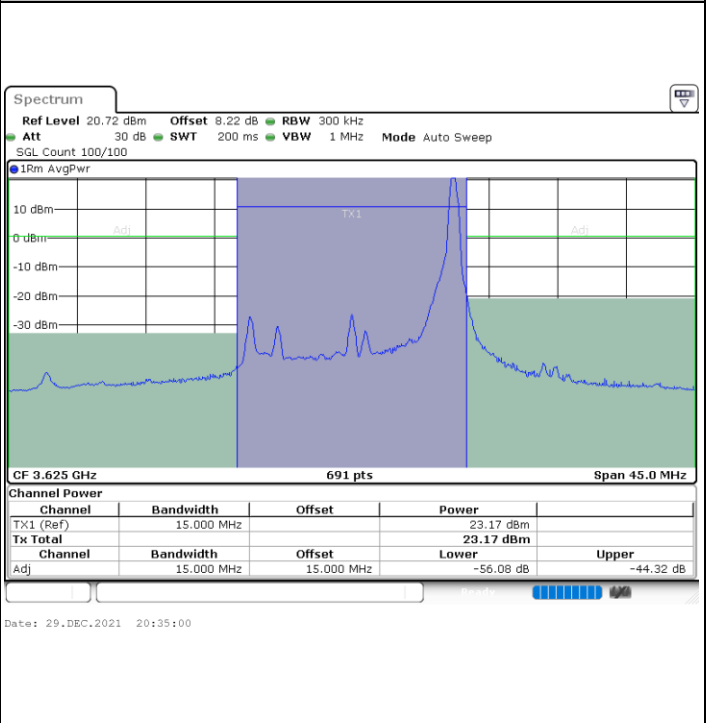 Spectrum
Ref Level 20.72 dBm Offset 8.22 dB RBW 300 kHz
Att 30 dB SWT 200 ms VBW 1 MHz Mode Auto Sweep
SGL Count 100/100
1Rm AvgPwr
10 dBm
TX1
Adj
Adj
0 dBm
-10 dBm
-20 dBm
-30 dBm
CF 3.625 GHz 691 pts Span 45.0 MHz
Channel Power
Channel Bandwidth Offset Power
TX1 (Ref) 15.000 MHz 23.17 dBm
Tx Total 23.17 dBm
Channel Bandwidth Offset Lower Upper
Adj 15.000 MHz 15.000 MHz -56.08 dB -44.32 dB
Ready
Date: 29.DEC.2021 20:35:00